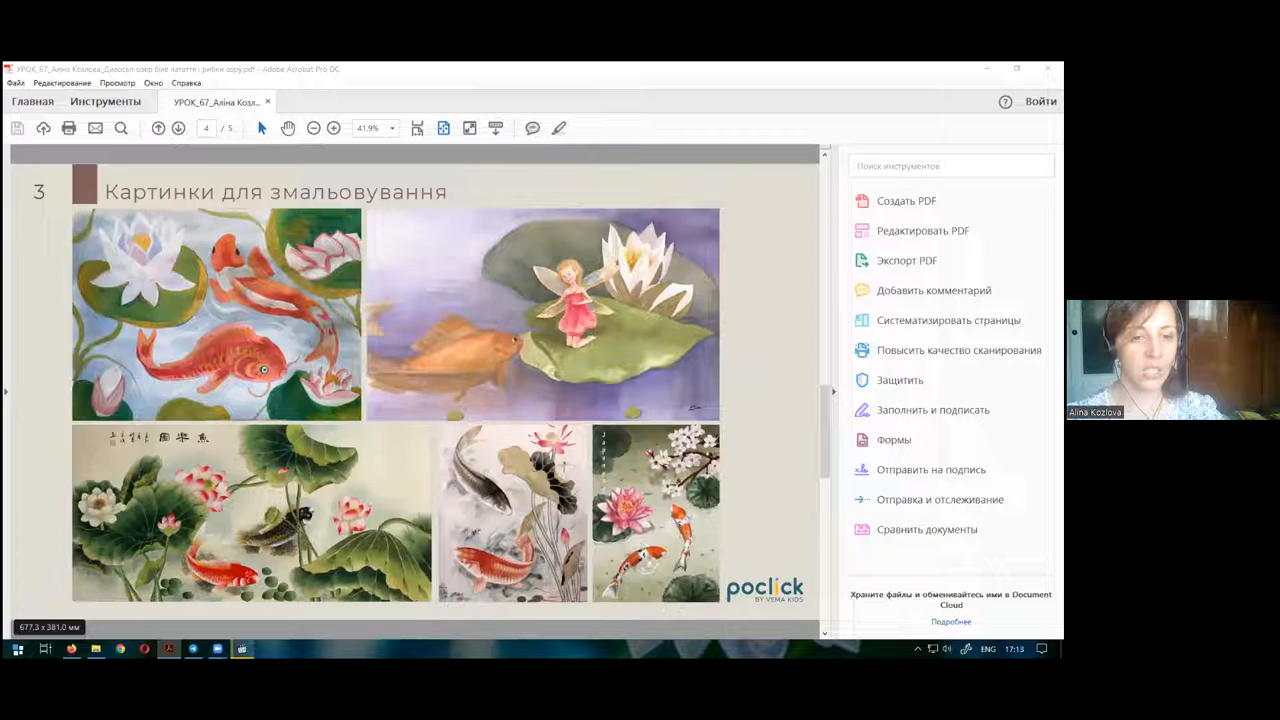 УРОК_67_Аліна Козлова_Дивосвіт озер біле латаття і рибки copy.pdf - Adobe Acrobat Pro DC
Файл Редактирование Просмотр Окно Справка
Главная Инструменты УРОК_67_Аліна Козл... × Войти
4 / 5 41,9%
Поиск инструментов
3 Картинки для змальовування
Создать PDF
Редактировать PDF
Экспорт PDF
Добавить комментарий
Систематизировать страницы
Повысить качество сканирования
Защитить
Заполнить и подписать
Формы
Отправить на подпись
Отправка и отслеживание
Сравнить документы
魚樂圖
poclick
BY VEMA KIDS
Храните файлы и обменивайтесь ими в Document
Cloud
Подробнее
677,3 x 381,0 мм
ENG 17:13
Alina Kozlova